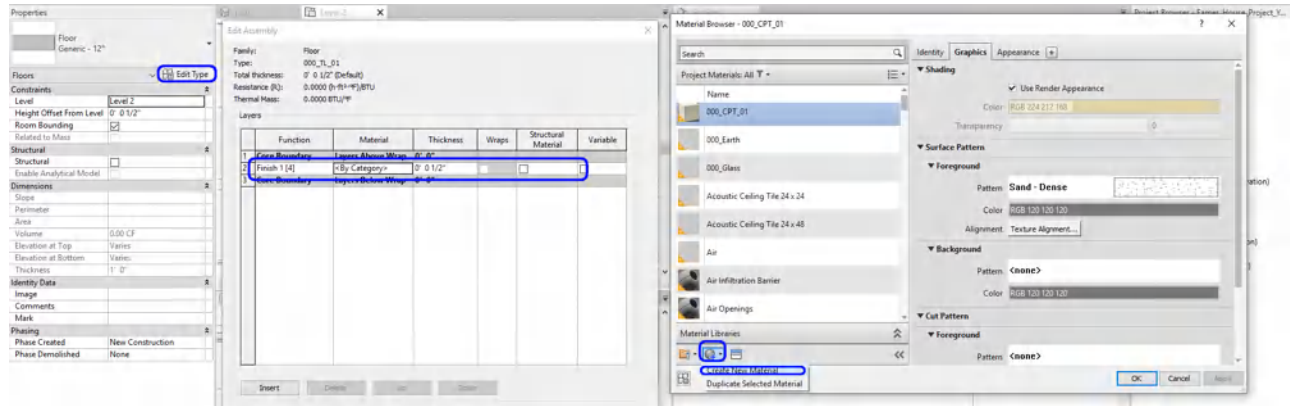 Properties
Floor
Generic - 12"
Floors
Edit Type
Constraints
Level Level 2
Height Offset From Level 0' 0 1/2"
Room Bounding
Related to Mass
Structural
Structural
Enable Analytical Model
Dimensions
Slope
Perimeter
Area
Volume 0.00 CF
Elevation at Top Varies
Elevation at Bottom Varies
Thickness 1' 0"
Identity Data
Image
Comments
Mark
Phasing
Phase Created New Construction
Phase Demolished None
Level 2
Edit Assembly
Family: Floor
Type: 000_TL_01
Total thickness: 0' 0 1/2" (Default)
Resistance (R): 0.0000 (h·ft²·°F)/BTU
Thermal Mass: 0.0000 BTU/°F
Layers
Function Material Thickness Wraps Structural Material Variable
1 Core Boundary Layers Above Wrap 0' 0"
2 Finish 1 [4] <By Category> 0' 0 1/2"
3 Core Boundary Layers Below Wrap 0' 0"
Insert Delete Up Down
Project Browser - Eames_House_Project_Y...
Material Browser - 000_CPT_01
? X
Search
Project Materials: All
Name
000_CPT_01
000_Earth
000_Glass
Acoustic Ceiling Tile 24 x 24
Acoustic Ceiling Tile 24 x 48
Air
Air Infiltration Barrier
Air Openings
Material Libraries
Create New Material
Duplicate Selected Material
Identity Graphics Appearance +
Shading
Use Render Appearance
Color RGB 224 212 168
Transparency 0
Surface Pattern
Foreground
Pattern Sand - Dense
Color RGB 120 120 120
Alignment Texture Alignment...
Background
Pattern <none>
Color RGB 120 120 120
Cut Pattern
Foreground
Pattern <none>
OK Cancel Apply